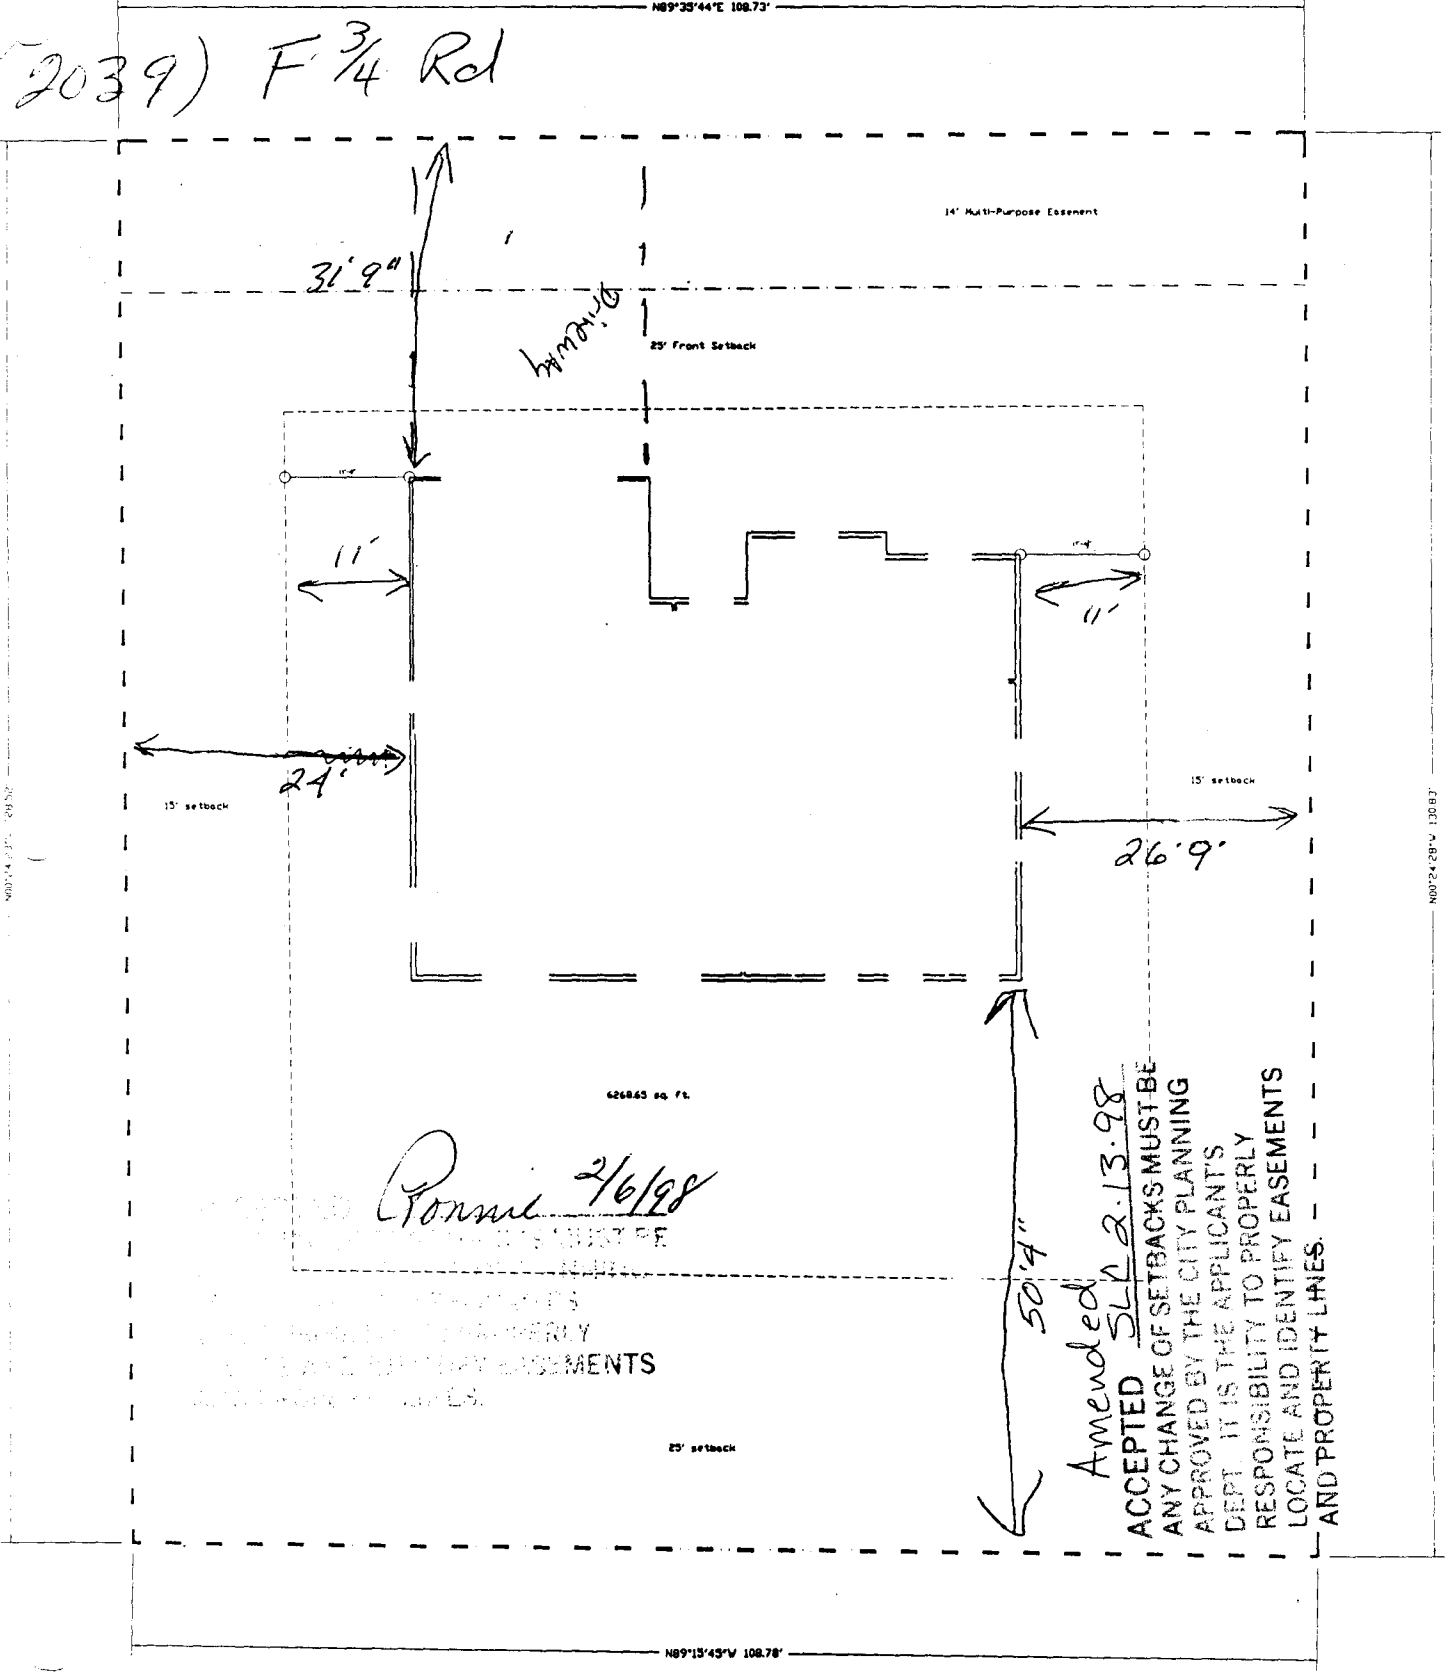 N89°35'44"E 108.73'
2039) F 3/4 Rd
14' Multi-Purpose Easement
31'9"
Driveway
25' Front Setback
11'
11'
24'
15' setback
15' setback
26'9"
N00°24'28"W 130.83'
6268.65 sq. ft.
Ronnie 2/6/98
MUST BE
EASEMENTS
50'4"
25' setback
Amended
ACCEPTED SLC 2.13.98
ANY CHANGE OF SETBACKS MUST BE
APPROVED BY THE CITY PLANNING
DEPT. IT IS THE APPLICANT'S
RESPONSIBILITY TO PROPERLY
LOCATE AND IDENTIFY EASEMENTS
AND PROPERTY LINES.
N89°15'45"W 108.78'